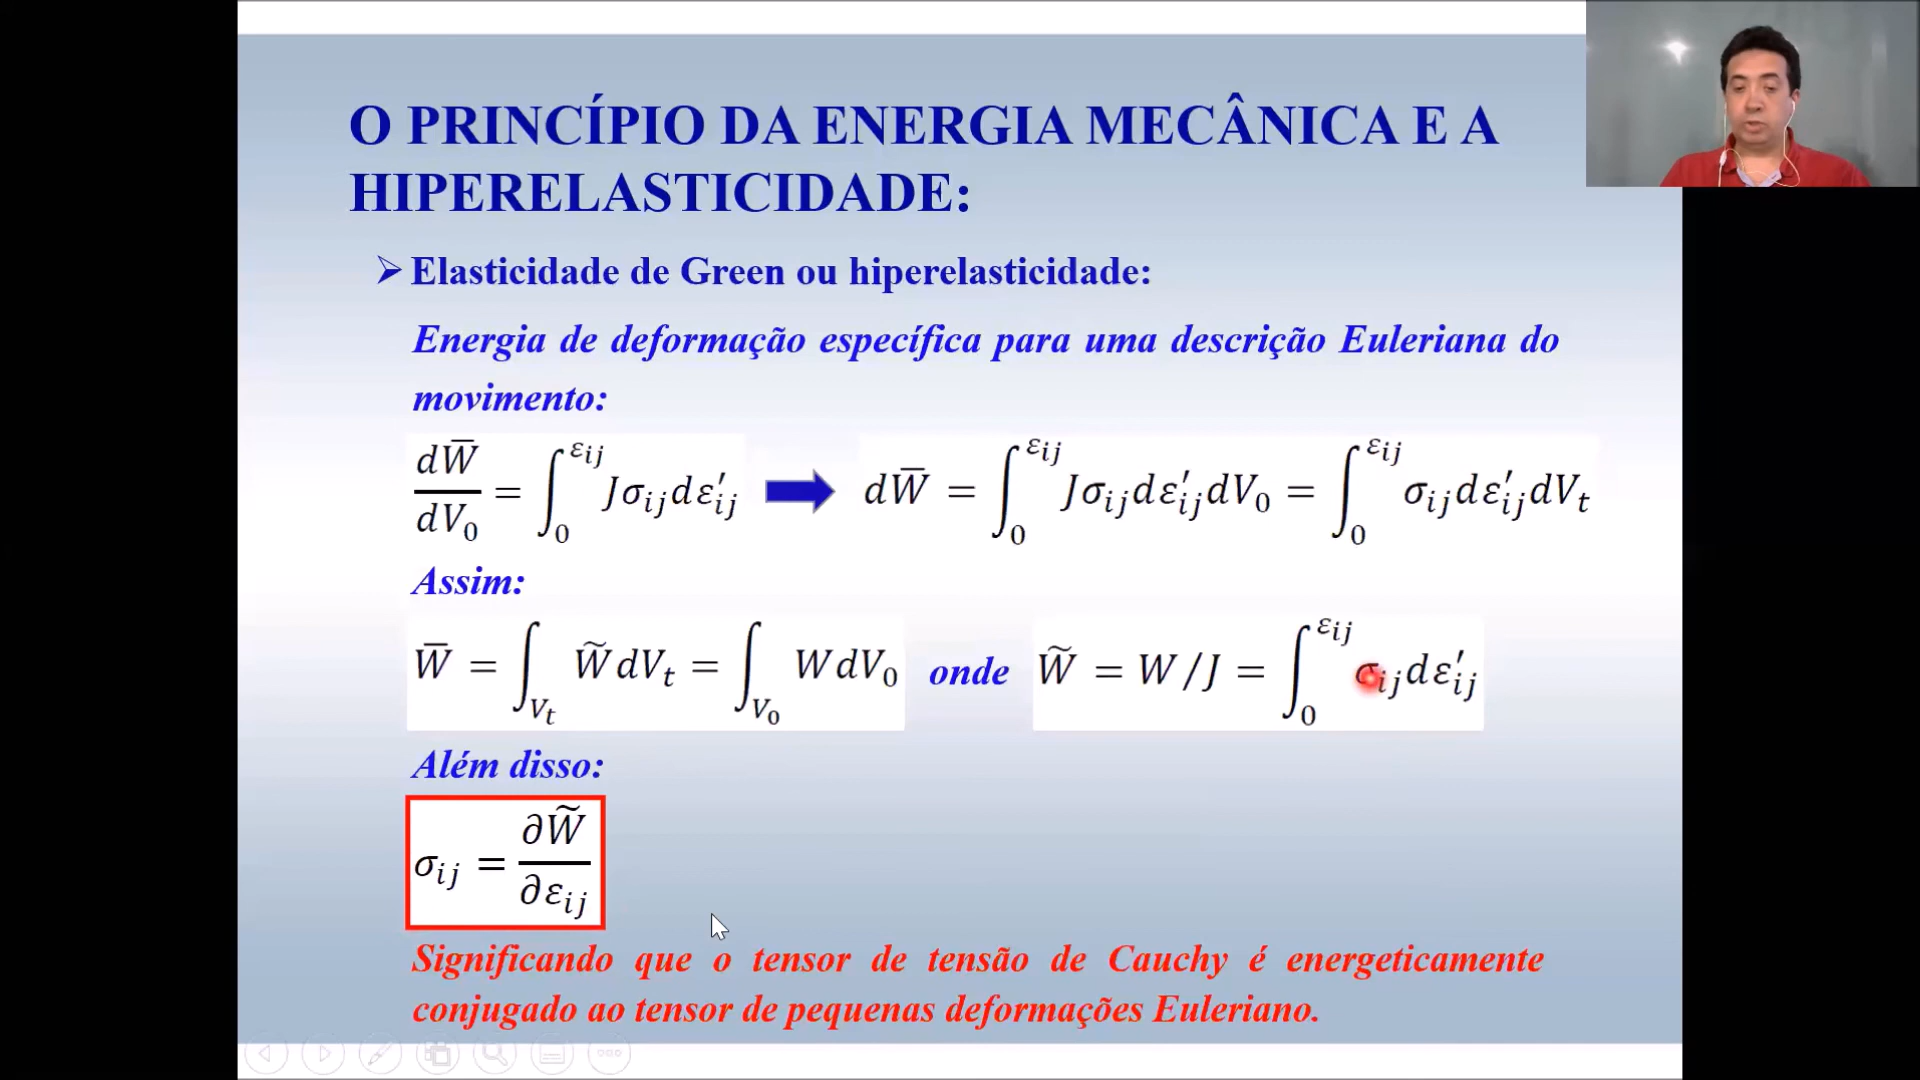 O PRINCÍPIO DA ENERGIA MECÂNICA E A
HIPERELASTICIDADE:
➢ Elasticidade de Green ou hiperelasticidade:
Energia de deformação específica para uma descrição Euleriana do
movimento:
dW̅/dV₀ = ∫₀^εij Jσij dε′ij ➡ dW̅ = ∫₀^εij Jσij dε′ij dV₀ = ∫₀^εij σij dε′ij dVt
Assim:
W̅ = ∫Vt W̃ dVt = ∫V₀ W dV₀ onde W̃ = W/J = ∫₀^εij σij dε′ij
Além disso:
σij = ∂W̃/∂εij
Significando que o tensor de tensão de Cauchy é energeticamente
conjugado ao tensor de pequenas deformações Euleriano.